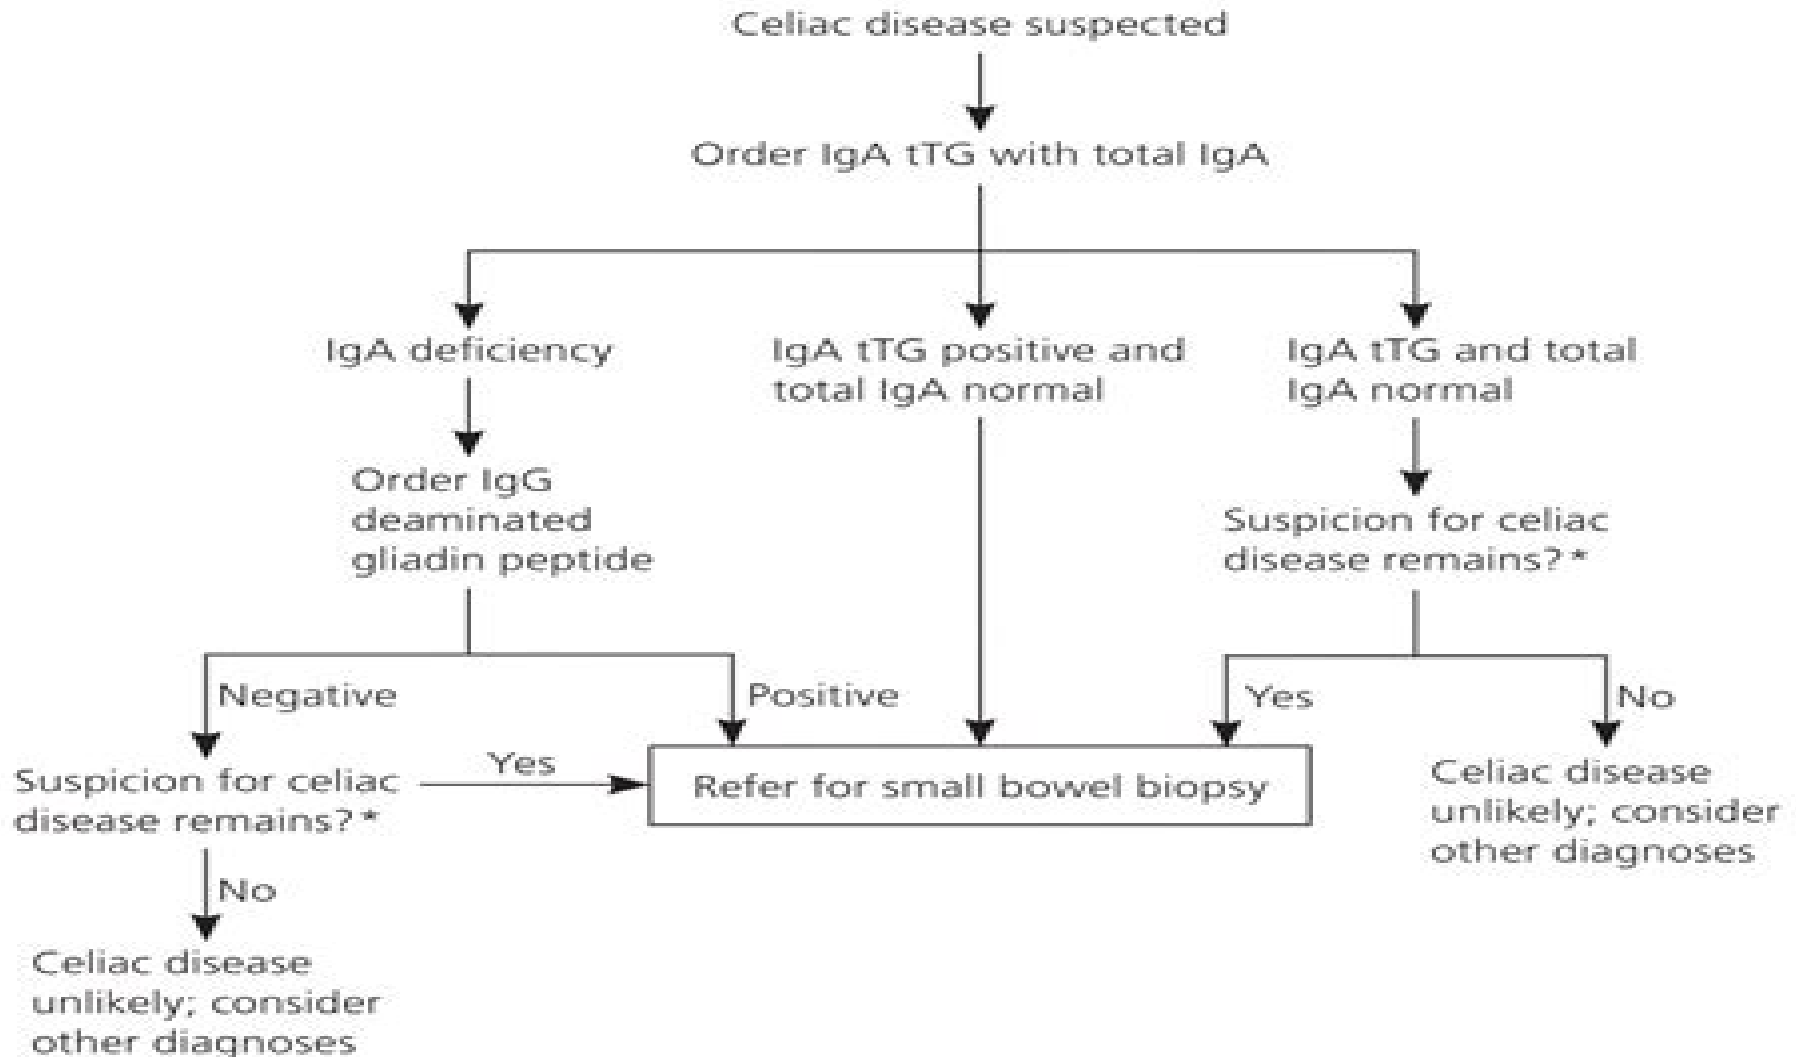 Celiac disease suspected
Order IgA tTG with total IgA
IgA deficiency
IgA tTG positive and
total IgA normal
IgA tTG and total
IgA normal
Order IgG
deaminated
gliadin peptide
Suspicion for celiac
disease remains?*
Negative
Positive
Yes
No
Suspicion for celiac
disease remains?*
Yes
Refer for small bowel biopsy
Celiac disease
unlikely; consider
other diagnoses
No
Celiac disease
unlikely; consider
other diagnoses